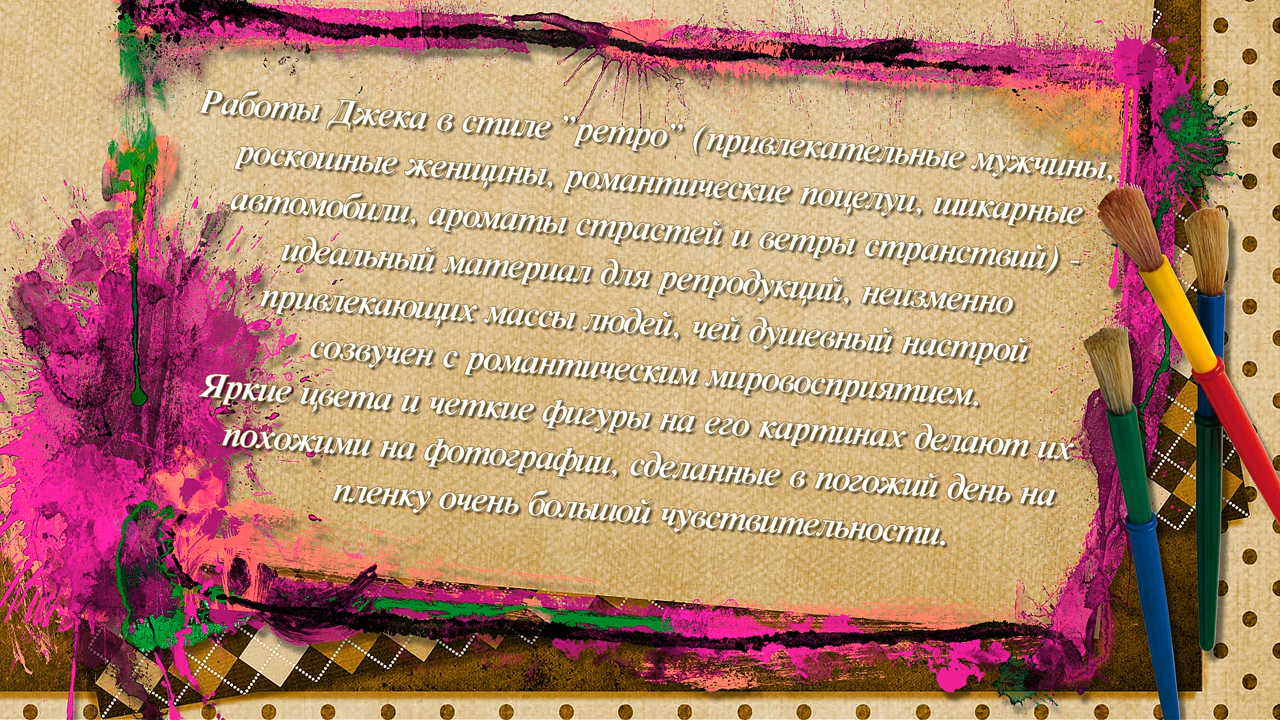 Работы Джека в стиле "ретро" (привлекательные мужчины,
роскошные женщины, романтические поцелуи, шикарные
автомобили, ароматы страстей и ветры странствий) -
идеальный материал для репродукций, неизменно
привлекающих массы людей, чей душевный настрой
созвучен с романтическим мировосприятием.
Яркие цвета и четкие фигуры на его картинах делают их
похожими на фотографии, сделанные в погожий день на
пленку очень большой чувствительности.